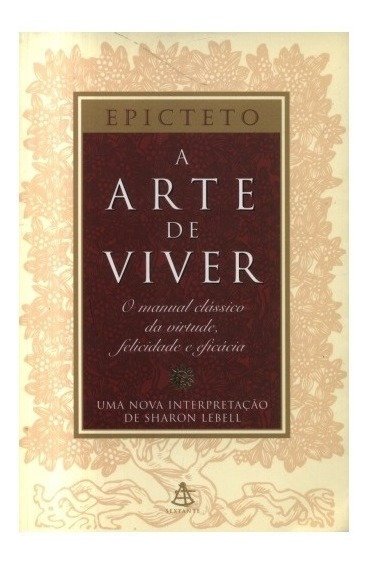 EPICTETO
A
ARTE
DE
VIVER
O manual clássico
da virtude,
felicidade e eficácia
UMA NOVA INTERPRETAÇÃO
DE SHARON LEBELL
SEXTANTE